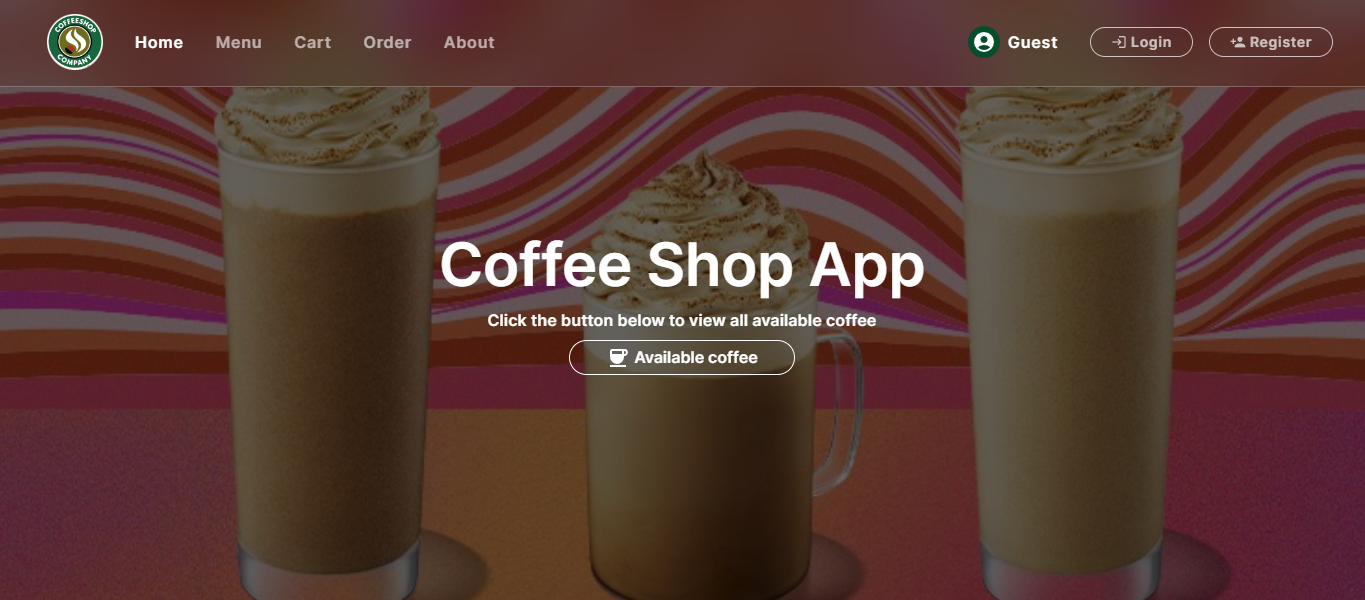 COFFEESHOP
COMPANY
Home
Menu
Cart
Order
About
Guest
Login
Register
Coffee Shop App
Click the button below to view all available coffee
Available coffee